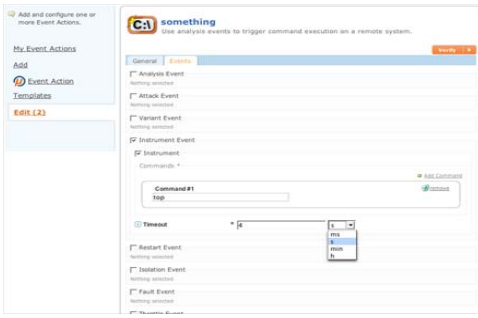 Add and configure one or
more Event Actions.
My Event Actions
Add
Event Action
Templates
Edit (2)
C:\
something
Use analysis events to trigger command execution on a remote system.
Verify
General
Events
Analysis Event
Nothing selected
Attack Event
Nothing selected
Variant Event
Nothing selected
Instrument Event
Instrument
Commands *
Add Command
Command #1
remove
top
Timeout
* 4
s
ms
s
min
h
Restart Event
Nothing selected
Isolation Event
Nothing selected
Fault Event
Nothing selected
Throttle Event